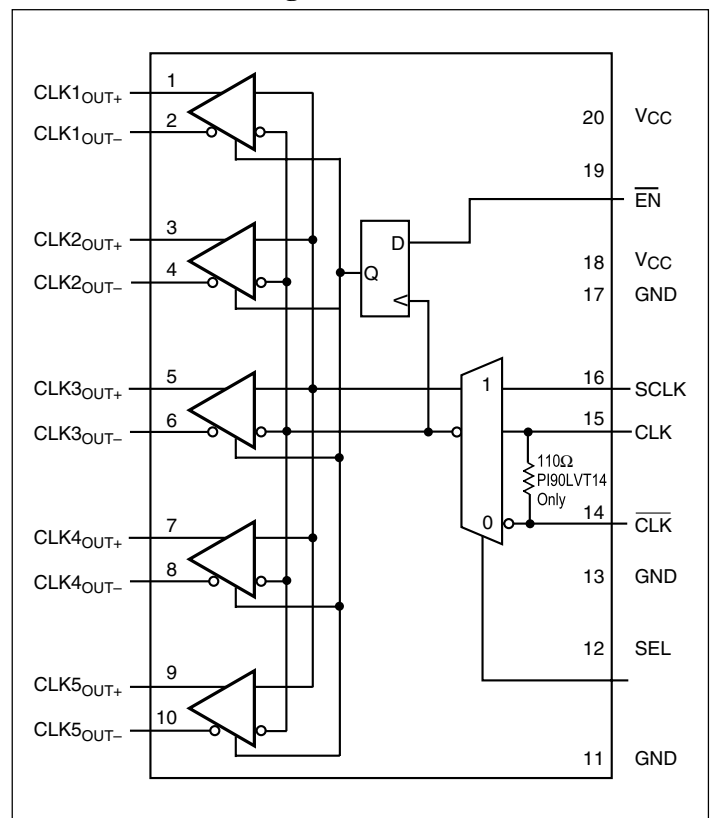 CLK1OUT+ 1
CLK1OUT− 2
CLK2OUT+ 3
CLK2OUT− 4
CLK3OUT+ 5
CLK3OUT− 6
CLK4OUT+ 7
CLK4OUT− 8
CLK5OUT+ 9
CLK5OUT− 10
D
Q
1
0
110Ω
PI90LVT14
Only
20 VCC
19 E̅N̅
18 VCC
17 GND
16 SCLK
15 CLK
14 C̅L̅K̅
13 GND
12 SEL
11 GND